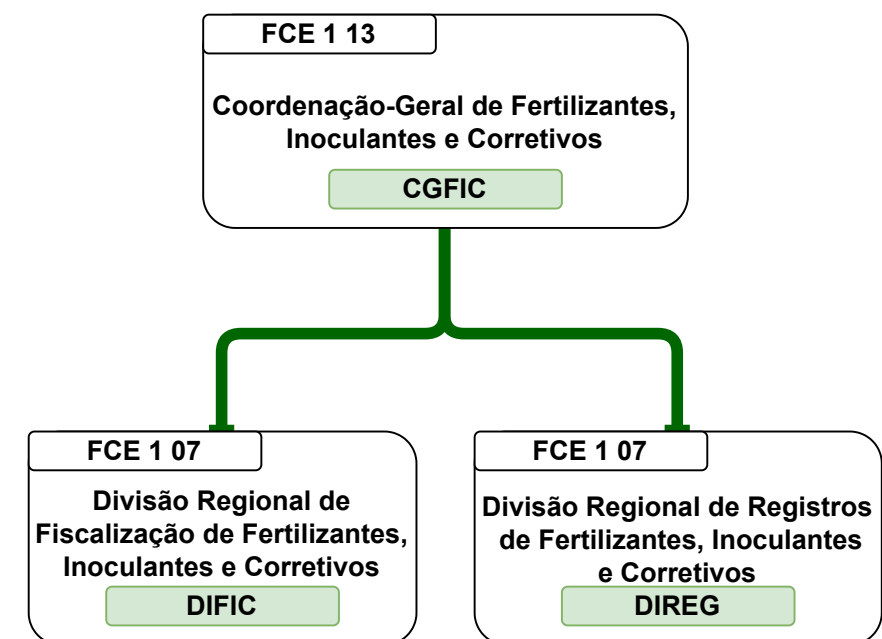 FCE 1 13
Coordenação-Geral de Fertilizantes,
Inoculantes e Corretivos
CGFIC
FCE 1 07
Divisão Regional de
Fiscalização de Fertilizantes,
Inoculantes e Corretivos
DIFIC
FCE 1 07
Divisão Regional de Registros
de Fertilizantes, Inoculantes
e Corretivos
DIREG